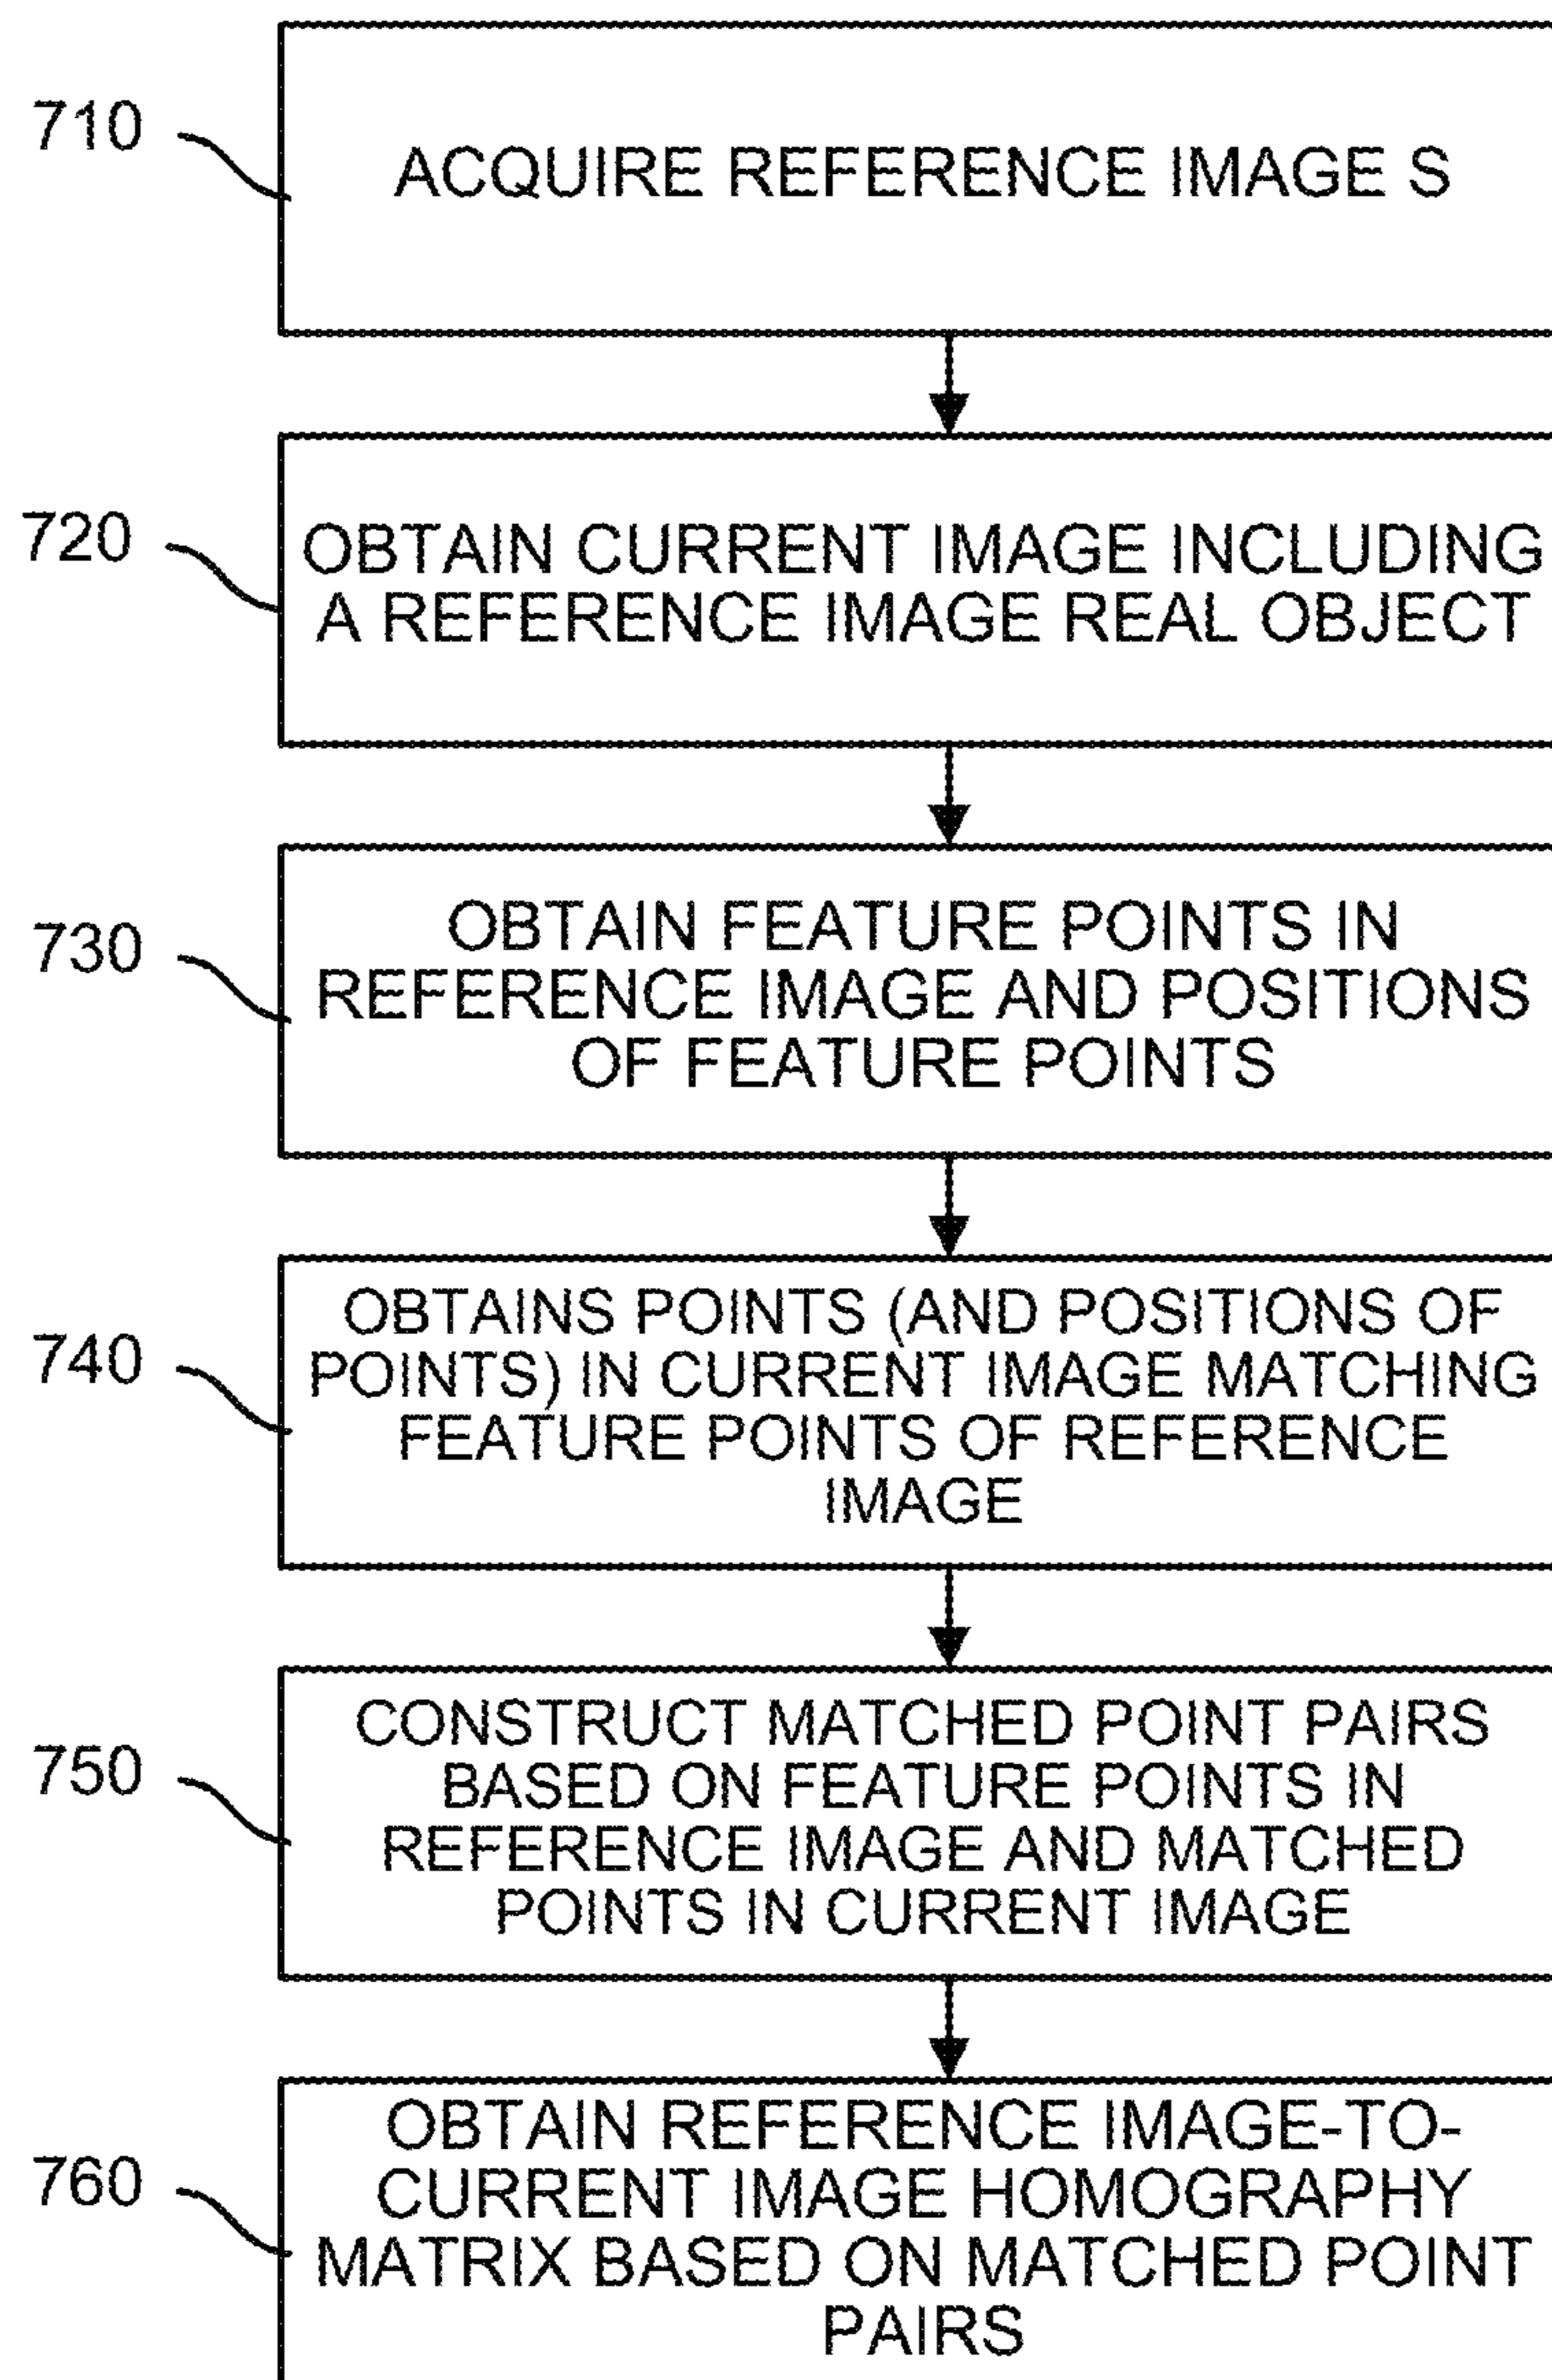 710
ACQUIRE REFERENCE IMAGE S
720
OBTAIN CURRENT IMAGE INCLUDING
A REFERENCE IMAGE REAL OBJECT
730
OBTAIN FEATURE POINTS IN
REFERENCE IMAGE AND POSITIONS
OF FEATURE POINTS
740
OBTAINS POINTS (AND POSITIONS OF
POINTS) IN CURRENT IMAGE MATCHING
FEATURE POINTS OF REFERENCE
IMAGE
750
CONSTRUCT MATCHED POINT PAIRS
BASED ON FEATURE POINTS IN
REFERENCE IMAGE AND MATCHED
POINTS IN CURRENT IMAGE
760
OBTAIN REFERENCE IMAGE-TO-
CURRENT IMAGE HOMOGRAPHY
MATRIX BASED ON MATCHED POINT
PAIRS